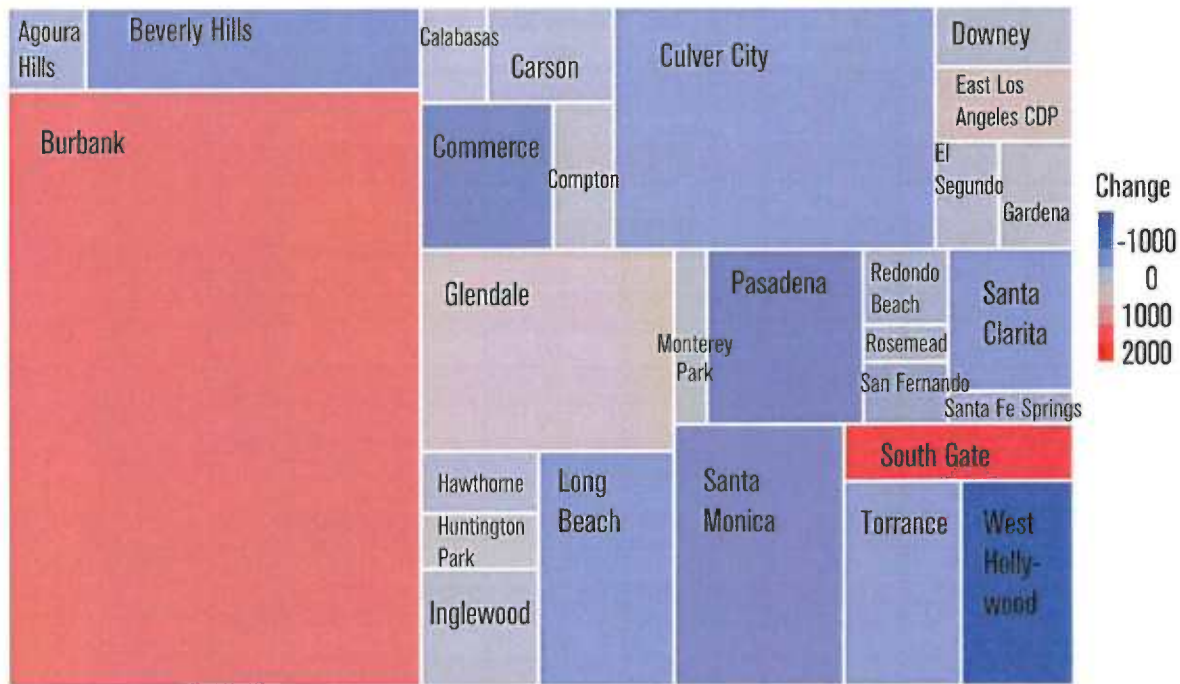 Agoura
Hills
Beverly Hills
Burbank
Calabasas
Carson
Culver City
Downey
East Los
Angeles CDP
Commerce
Compton
El
Segundo
Gardena
Glendale
Monterey
Park
Pasadena
Redondo
Beach
Rosemead
San Fernando
Santa
Clarita
Santa Fe Springs
Hawthorne
Huntington
Park
Inglewood
Long
Beach
Santa
Monica
South Gate
Torrance
West
Holly-
wood
Change
-1000
0
1000
2000